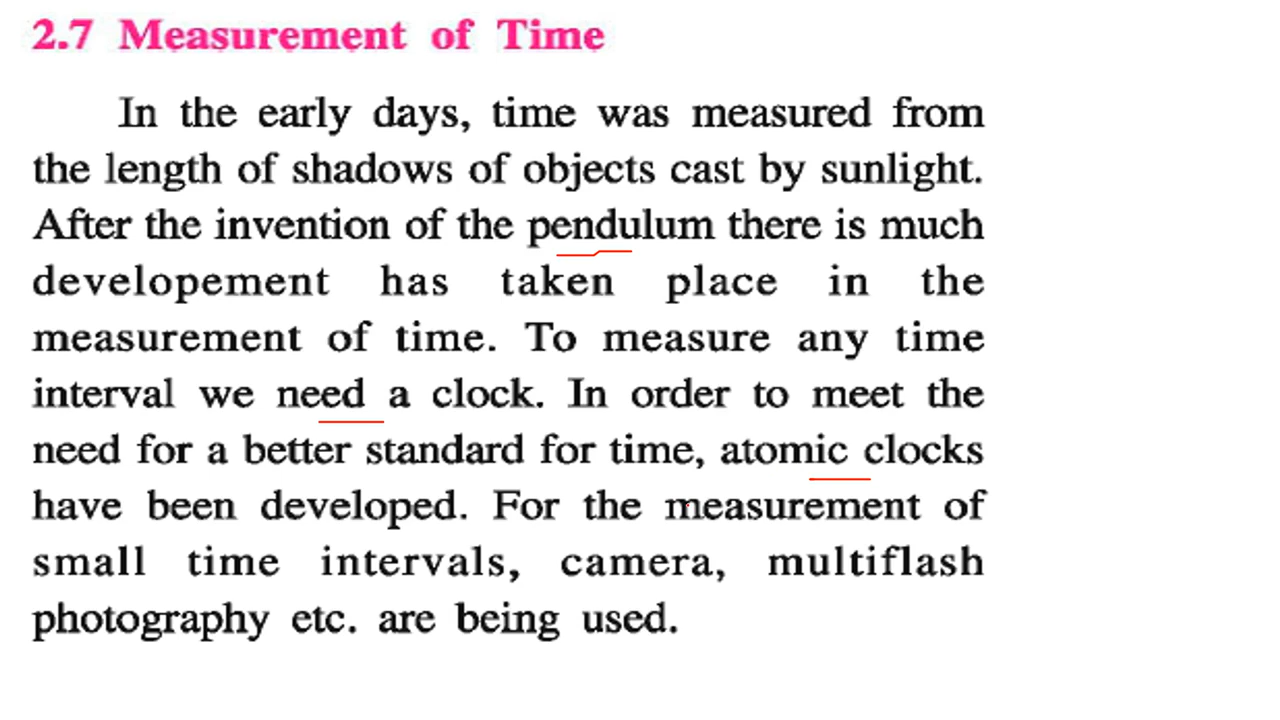 2.7 Measurement of Time
In the early days, time was measured from
the length of shadows of objects cast by sunlight.
After the invention of the pendulum there is much
developement has taken place in the
measurement of time. To measure any time
interval we need a clock. In order to meet the
need for a better standard for time, atomic clocks
have been developed. For the measurement of
small time intervals, camera, multiflash
photography etc. are being used.